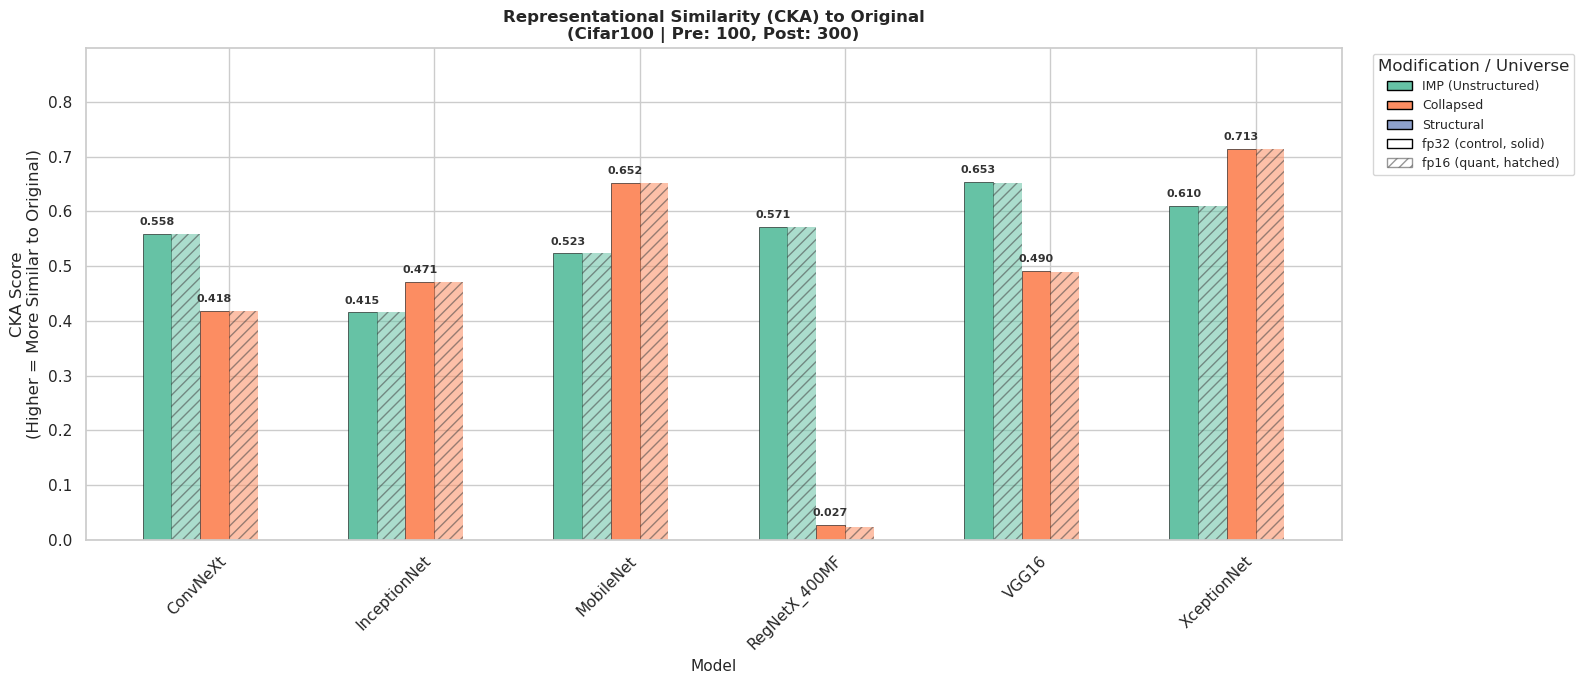 Representational Similarity (CKA) to Original
(Cifar100 | Pre: 100, Post: 300)
CKA Score
(Higher = More Similar to Original)
0.8
0.7
0.6
0.5
0.4
0.3
0.2
0.1
0.0
0.558
0.418
0.415
0.471
0.523
0.652
0.571
0.027
0.653
0.490
0.610
0.713
ConvNeXt
InceptionNet
MobileNet
RegNetX_400MF
VGG16
XceptionNet
Model
Modification / Universe
IMP (Unstructured)
Collapsed
Structural
fp32 (control, solid)
fp16 (quant, hatched)